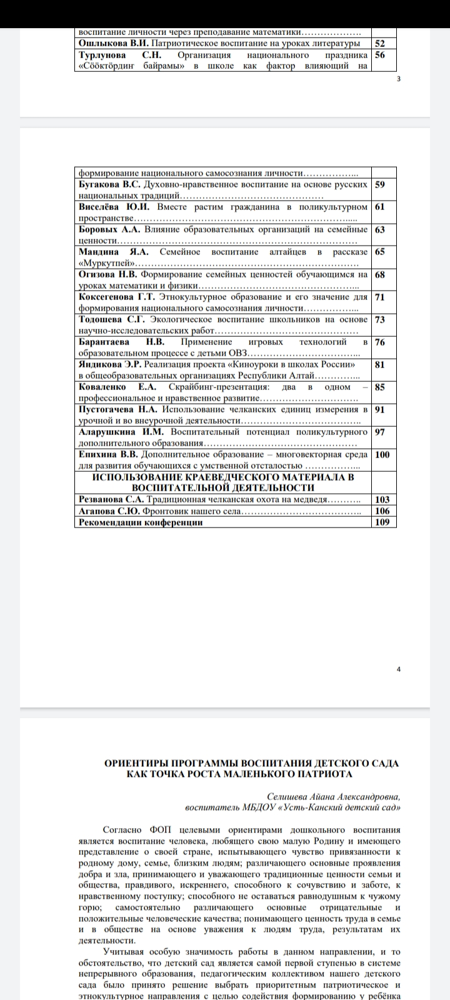 воспитание личности через преподавание математики……………….
Ошлыкова В.И. Патриотическое воспитание на уроках литературы 52
Турлунова С.Н. Организация национального праздника 56
«Сööктöрдинг байрамы» в школе как фактор влияющий на
3
формирование национального самосознания личности……………...
Бугакова В.С. Духовно-нравственное воспитание на основе русских 59
национальных традиций…………………………………………
Виселёва Ю.И. Вместе растим гражданина в поликультурном 61
пространстве………………………………………………………......
Боровых А.А. Влияние образовательных организаций на семейные 63
ценности……………………………………………………………
Мандина Я.А. Семейное воспитание алтайцев в рассказе 65
«Муркутпей»………………………………………………………
Огизова Н.В. Формирование семейных ценностей обучающимся на 68
уроках математики и физики……………………………………...
Коксегенова Г.Т. Этнокультурное образование и его значение для 71
формирования национального самосознания личности……………...
Тодошева С.Г. Экологическое воспитание школьников на основе 73
научно-исследовательских работ…………………………………
Барантаева Н.В. Применение игровых технологий в 76
образовательном процессе с детьми ОВЗ…………………………...
Яндикова Э.Р. Реализация проекта «Киноуроки в школах России» 81
в общеобразовательных организациях Республики Алтай…………...
Коваленко Е.А. Скрайбинг-презентация: два в одном – 85
профессиональное и нравственное развитие……………………….
Пустогачева Н.А. Использование челканских единиц измерения в 91
урочной и во внеурочной деятельности……………………………..
Аларушкина И.М. Воспитательный потенциал поликультурного 97
дополнительного образования……………………………………
Епихина В.В. Дополнительное образование – многовекторная среда 100
для развития обучающихся с умственной отсталостью ……………...
ИСПОЛЬЗОВАНИЕ КРАЕВЕДЧЕСКОГО МАТЕРИАЛА В
ВОСПИТАТЕЛЬНОЙ ДЕЯТЕЛЬНОСТИ
Резванова С.А. Традиционная челканская охота на медведя……….. 103
Агапова С.Ю. Фронтовик нашего села…………………………….. 106
Рекомендации конференции 109
4
ОРИЕНТИРЫ ПРОГРАММЫ ВОСПИТАНИЯ ДЕТСКОГО САДА
КАК ТОЧКА РОСТА МАЛЕНЬКОГО ПАТРИОТА
Селишева Айана Александровна,
воспитатель МБДОУ «Усть-Канский детский сад»
Согласно ФОП целевыми ориентирами дошкольного воспитания
является воспитание человека, любящего свою малую Родину и имеющего
представление о своей стране, испытывающего чувство привязанности к
родному дому, семье, близким людям; различающего основные проявления
добра и зла, принимающего и уважающего традиционные ценности семьи и
общества, правдивого, искреннего, способного к сочувствию и заботе, к
нравственному поступку; способного не оставаться равнодушным к чужому
горю; самостоятельно различающего основные отрицательные и
положительные человеческие качества; понимающего ценность труда в семье
и в обществе на основе уважения к людям труда, результатам их
деятельности.
Учитывая особую значимость работы в данном направлении, и то
обстоятельство, что детский сад является самой первой ступенью в системе
непрерывного образования, педагогическим коллективом нашего детского
сада было принято решение выбрать приоритетным патриотическое и
этнокультурное направления с целью содействия формированию у ребёнка